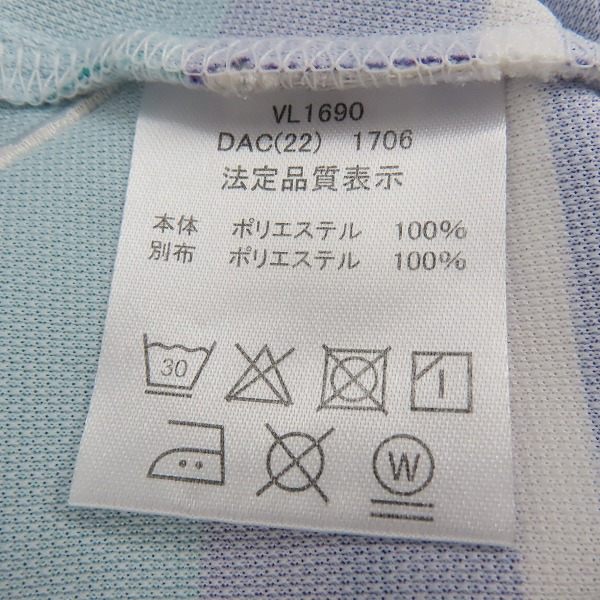 VL1690
DAC(22) 1706
法定品質表示
本体 ポリエステル 100%
別布 ポリエステル 100%
30
W